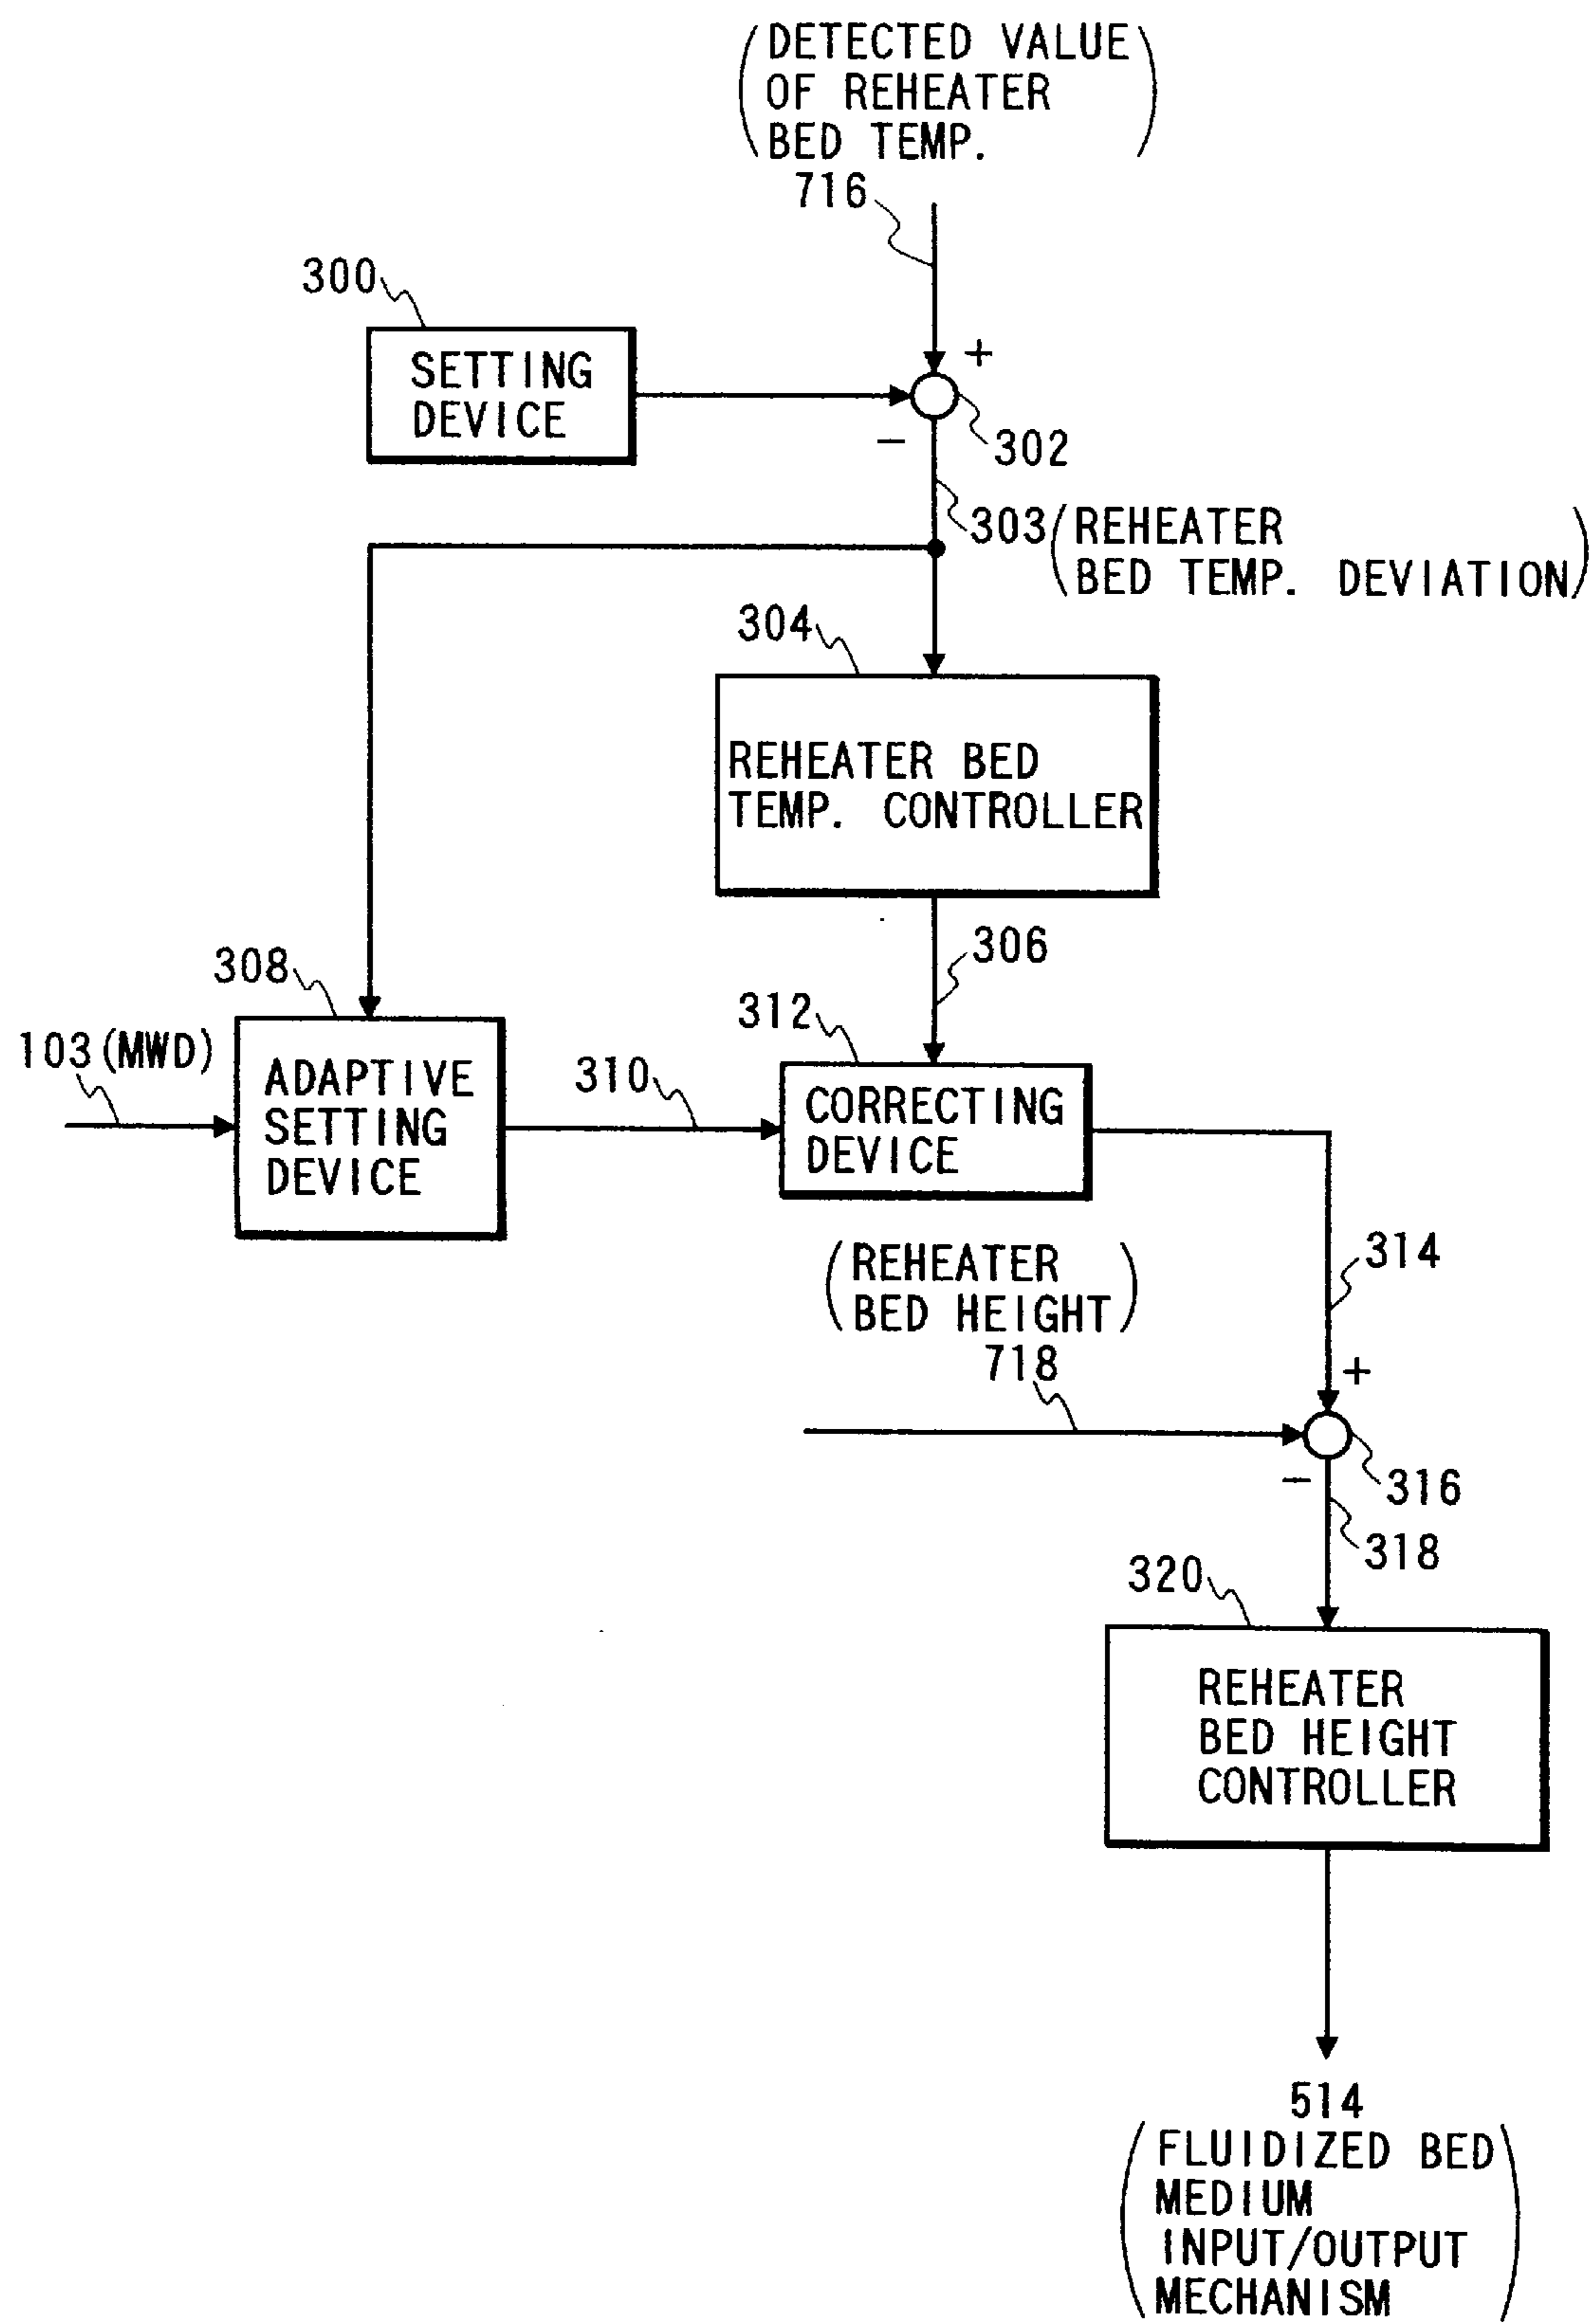 (DETECTED VALUE
OF REHEATER
BED TEMP.)
716
300
SETTING
DEVICE
+
−
302
303 (REHEATER
BED TEMP. DEVIATION)
304
REHEATER BED
TEMP. CONTROLLER
306
308
312
103 (MWD)
ADAPTIVE
SETTING
DEVICE
310
CORRECTING
DEVICE
314
(REHEATER
BED HEIGHT)
718
+
−
316
318
320
REHEATER
BED HEIGHT
CONTROLLER
514
(FLUIDIZED BED
MEDIUM
INPUT/OUTPUT
MECHANISM)